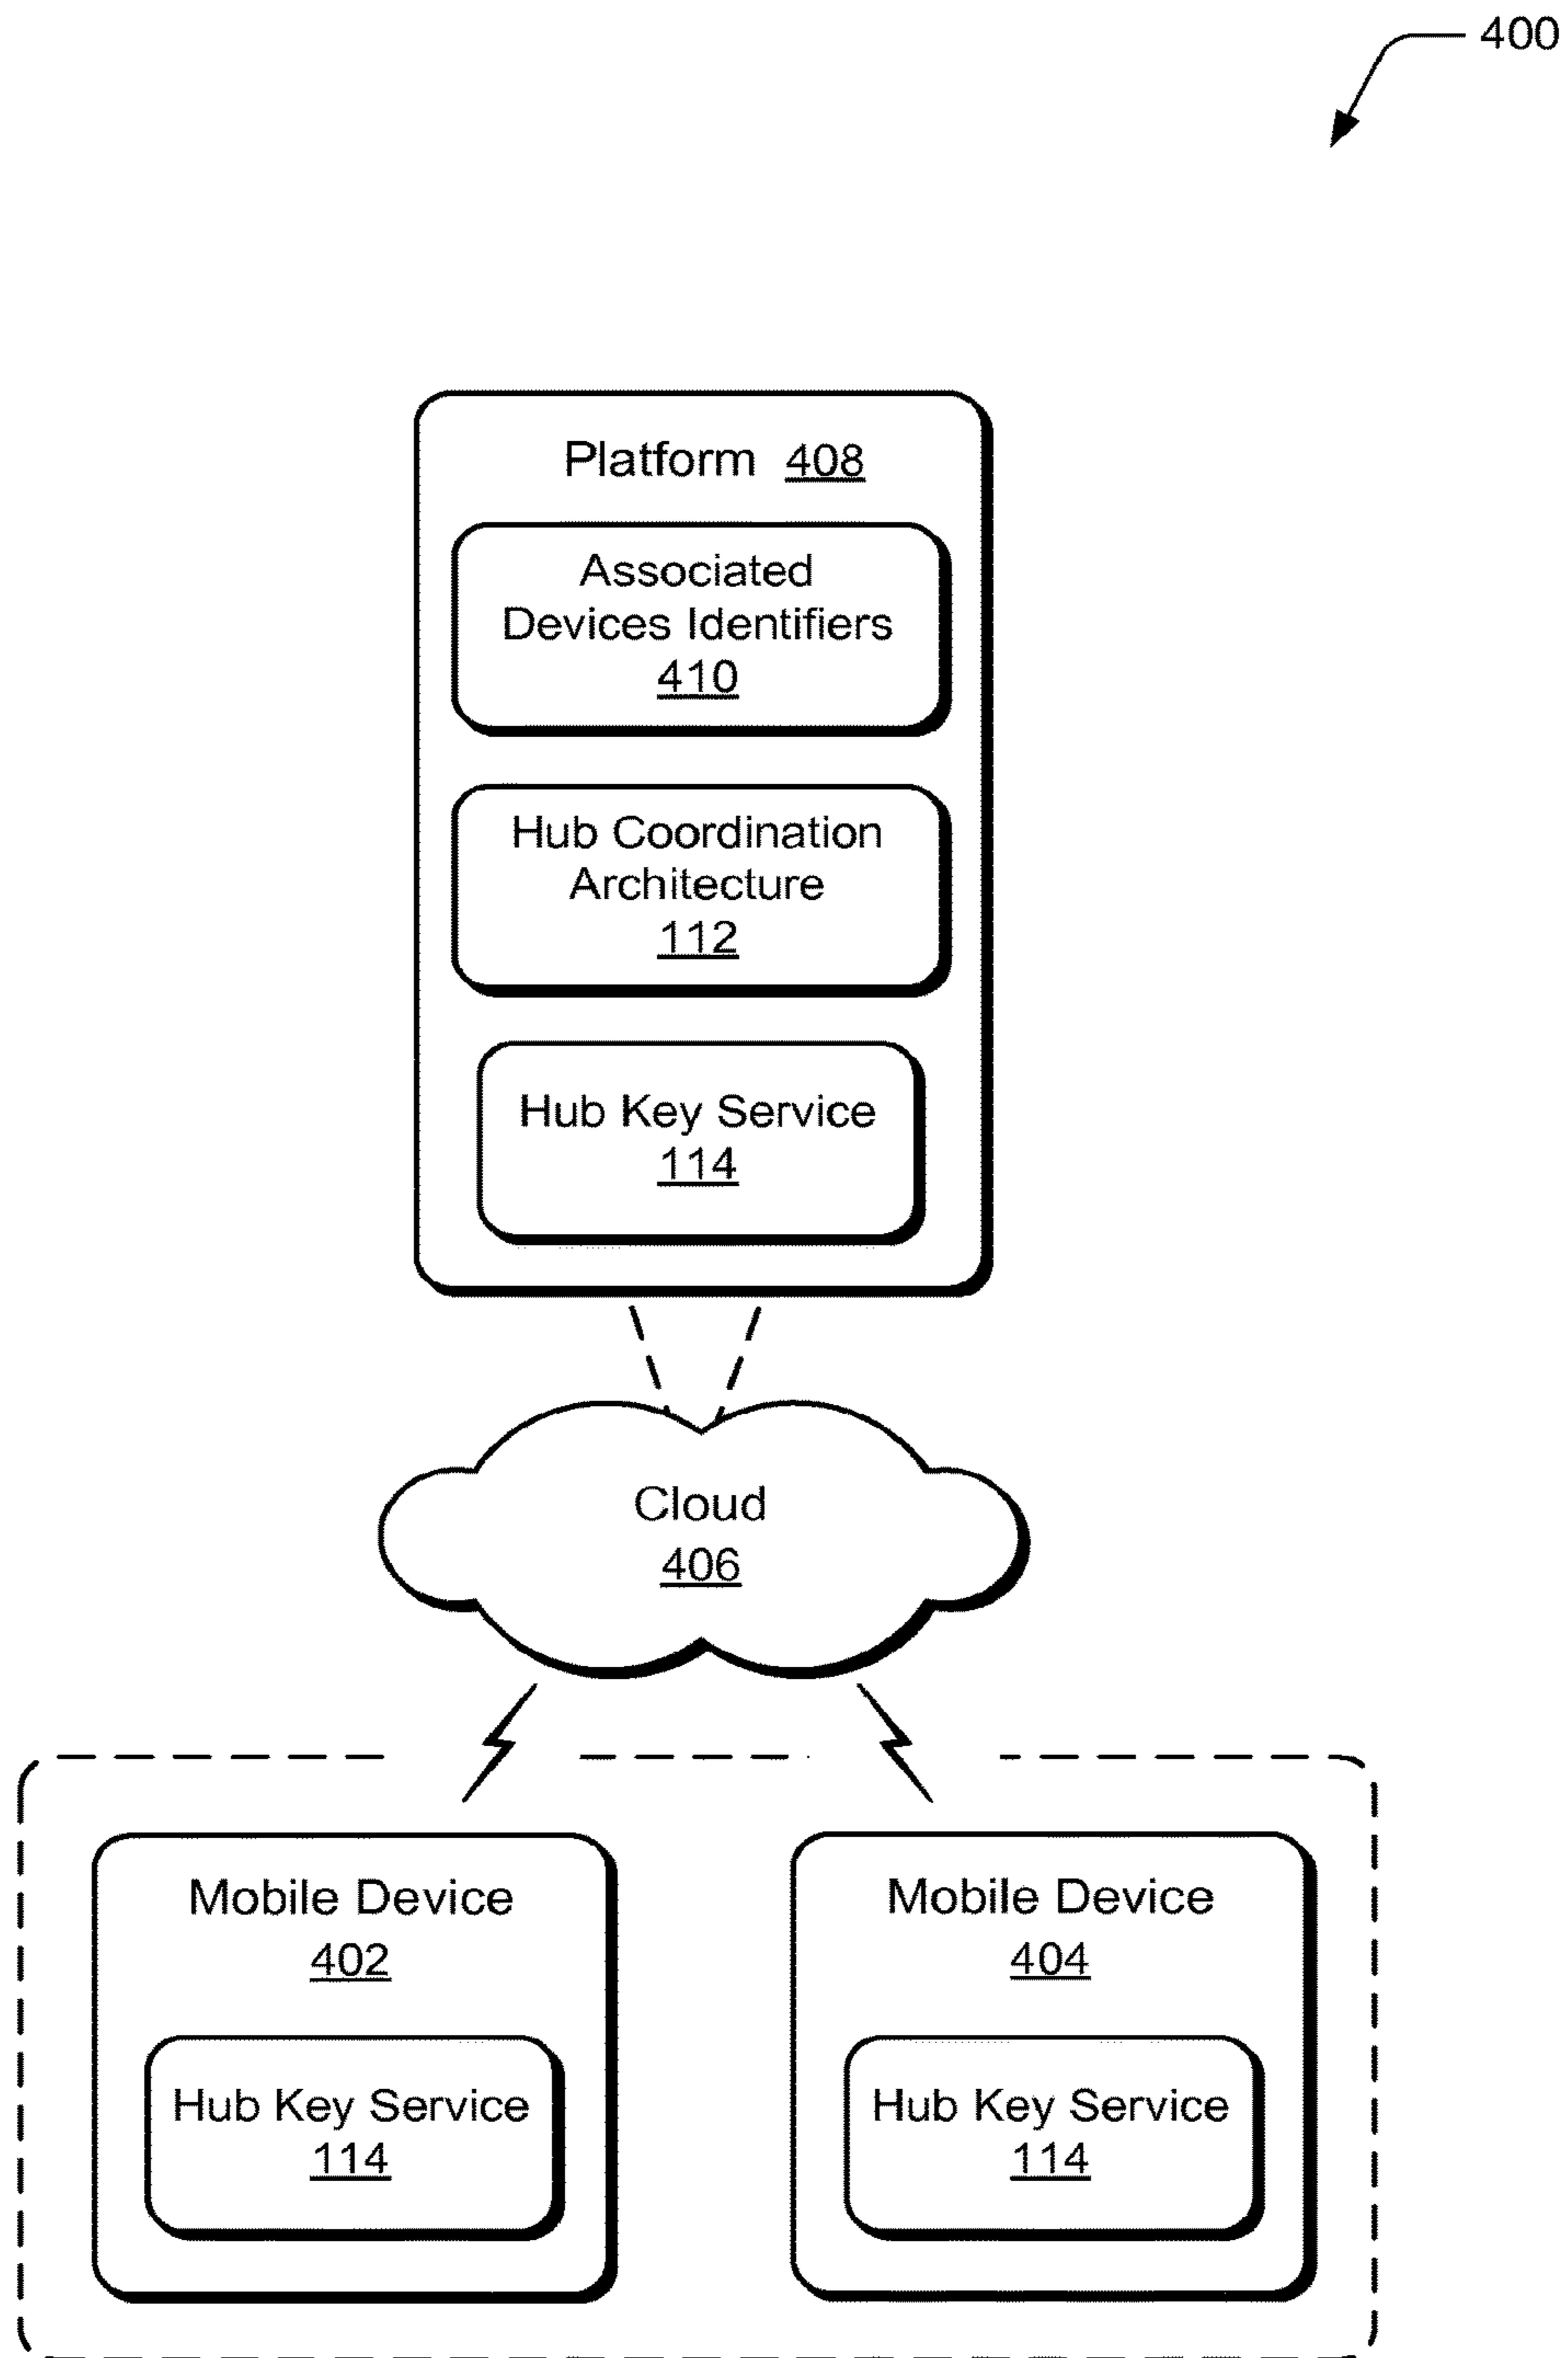 400
Platform 408
Associated
Devices Identifiers
410
Hub Coordination
Architecture
112
Hub Key Service
114
Cloud
406
Mobile Device
402
Hub Key Service
114
Mobile Device
404
Hub Key Service
114